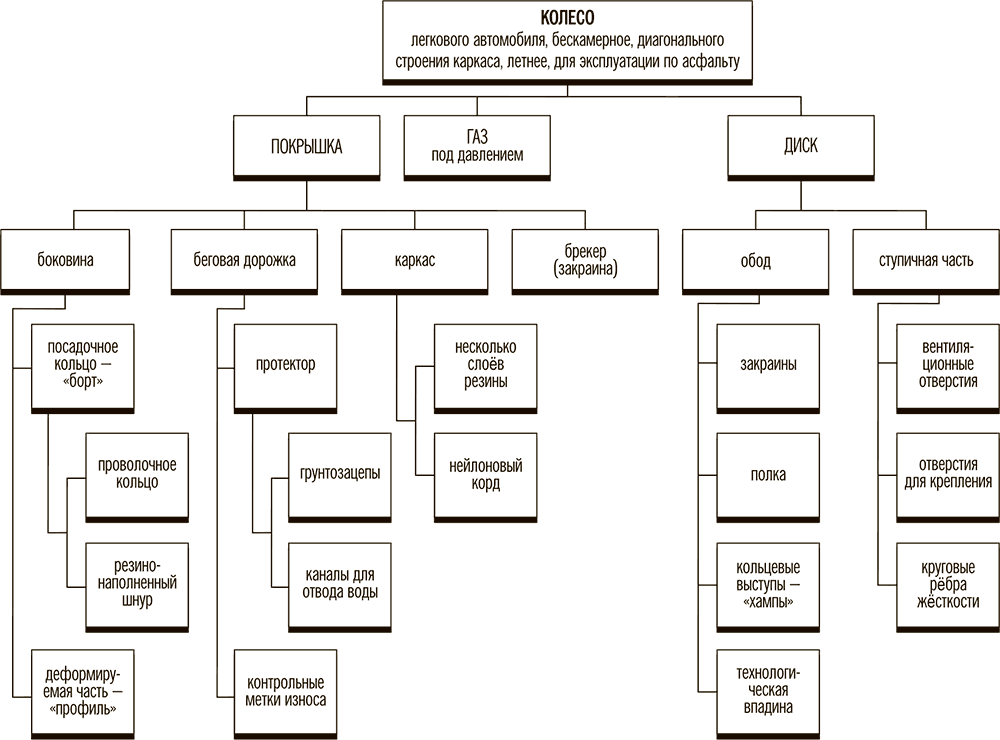 КОЛЕСО
легкового автомобиля, бескамерное, диагонального
строения каркаса, летнее, для эксплуатации по асфальту
ПОКРЫШКА
ГАЗ
под давлением
ДИСК
боковина
беговая дорожка
каркас
брекер
(закраина)
обод
ступичная часть
посадочное
кольцо —
«борт»
протектор
несколько
слоёв
резины
закраины
вентиля-
ционные
отверстия
проволочное
кольцо
грунтозацепы
нейлоновый
корд
полка
отверстия
для крепления
резино-
наполненный
шнур
каналы для
отвода воды
кольцевые
выступы —
«хампы»
круговые
рёбра
жёсткости
деформиру-
емая часть —
«профиль»
контрольные
метки износа
технологи-
ческая
впадина